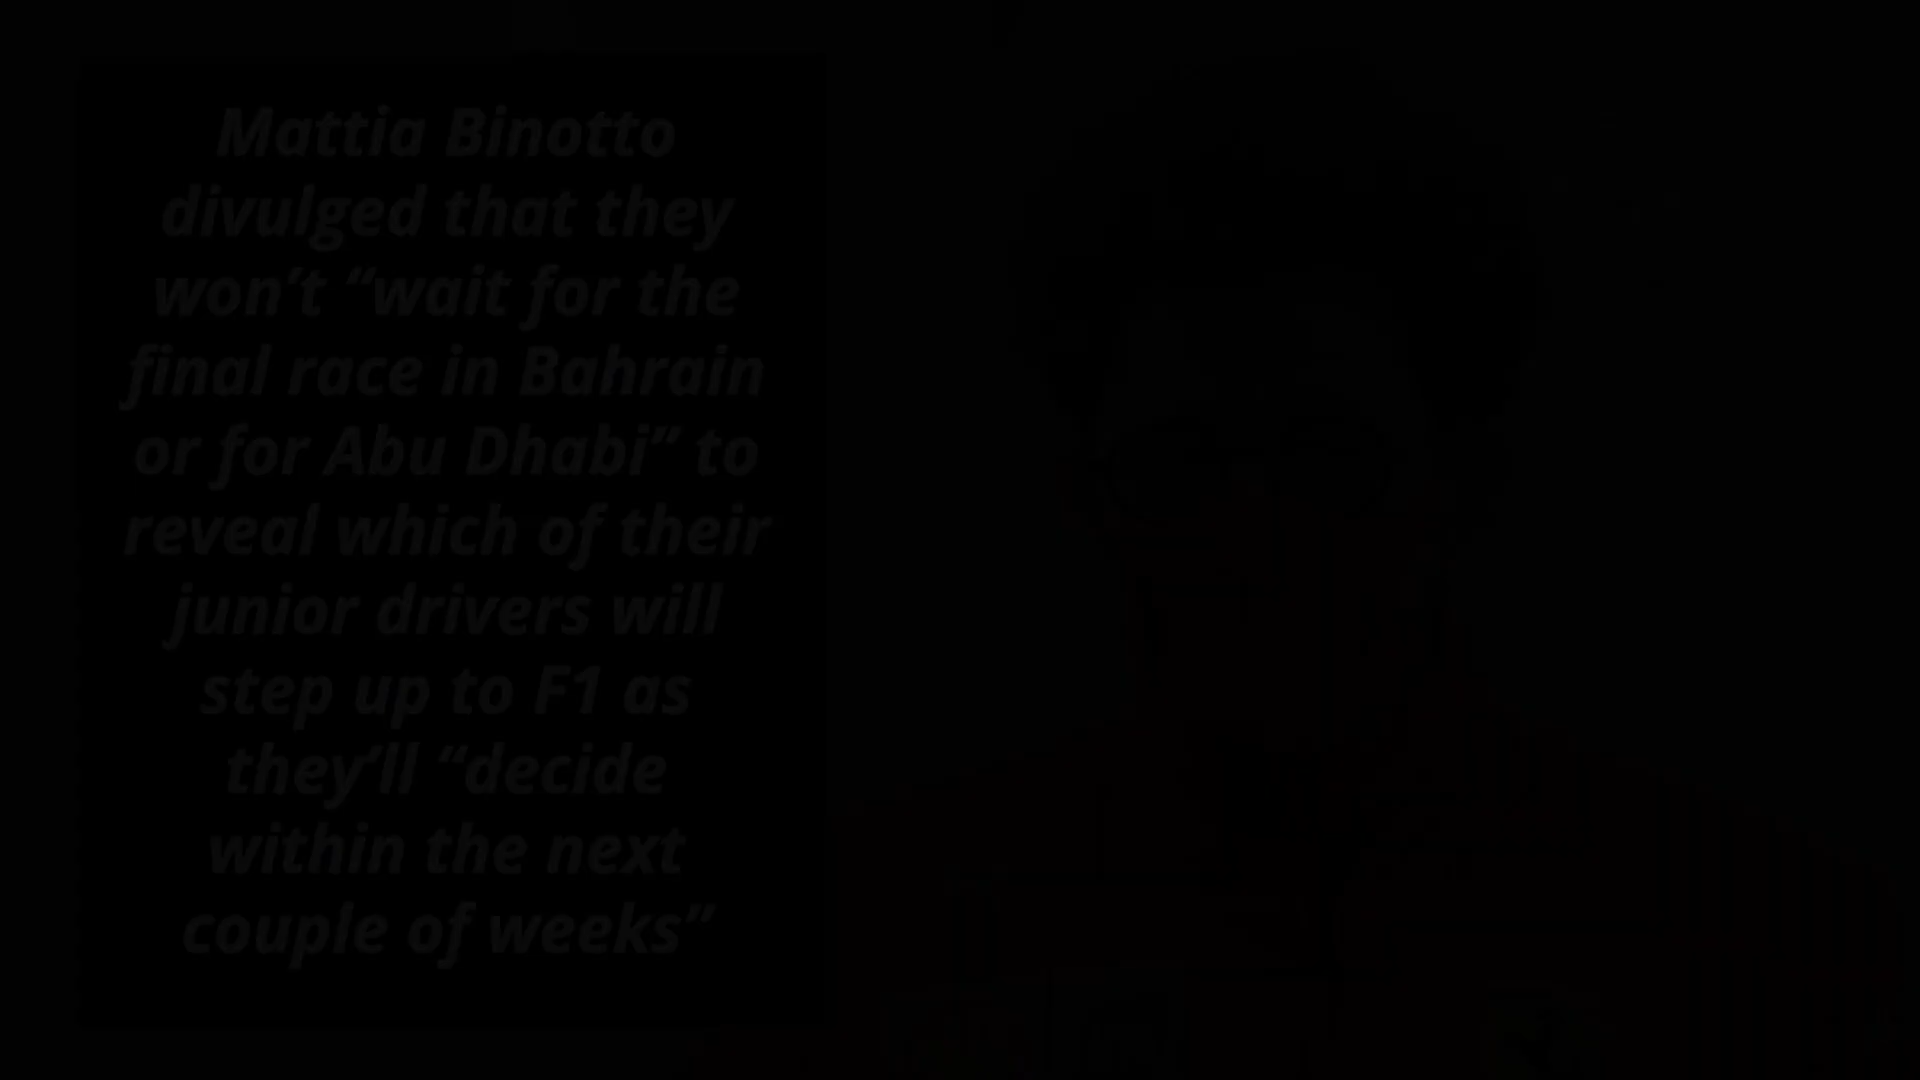 Mattia Binotto
divulged that they
won’t “wait for the
final race in Bahrain
or for Abu Dhabi” to
reveal which of their
junior drivers will
step up to F1 as
they’ll “decide
within the next
couple of weeks”